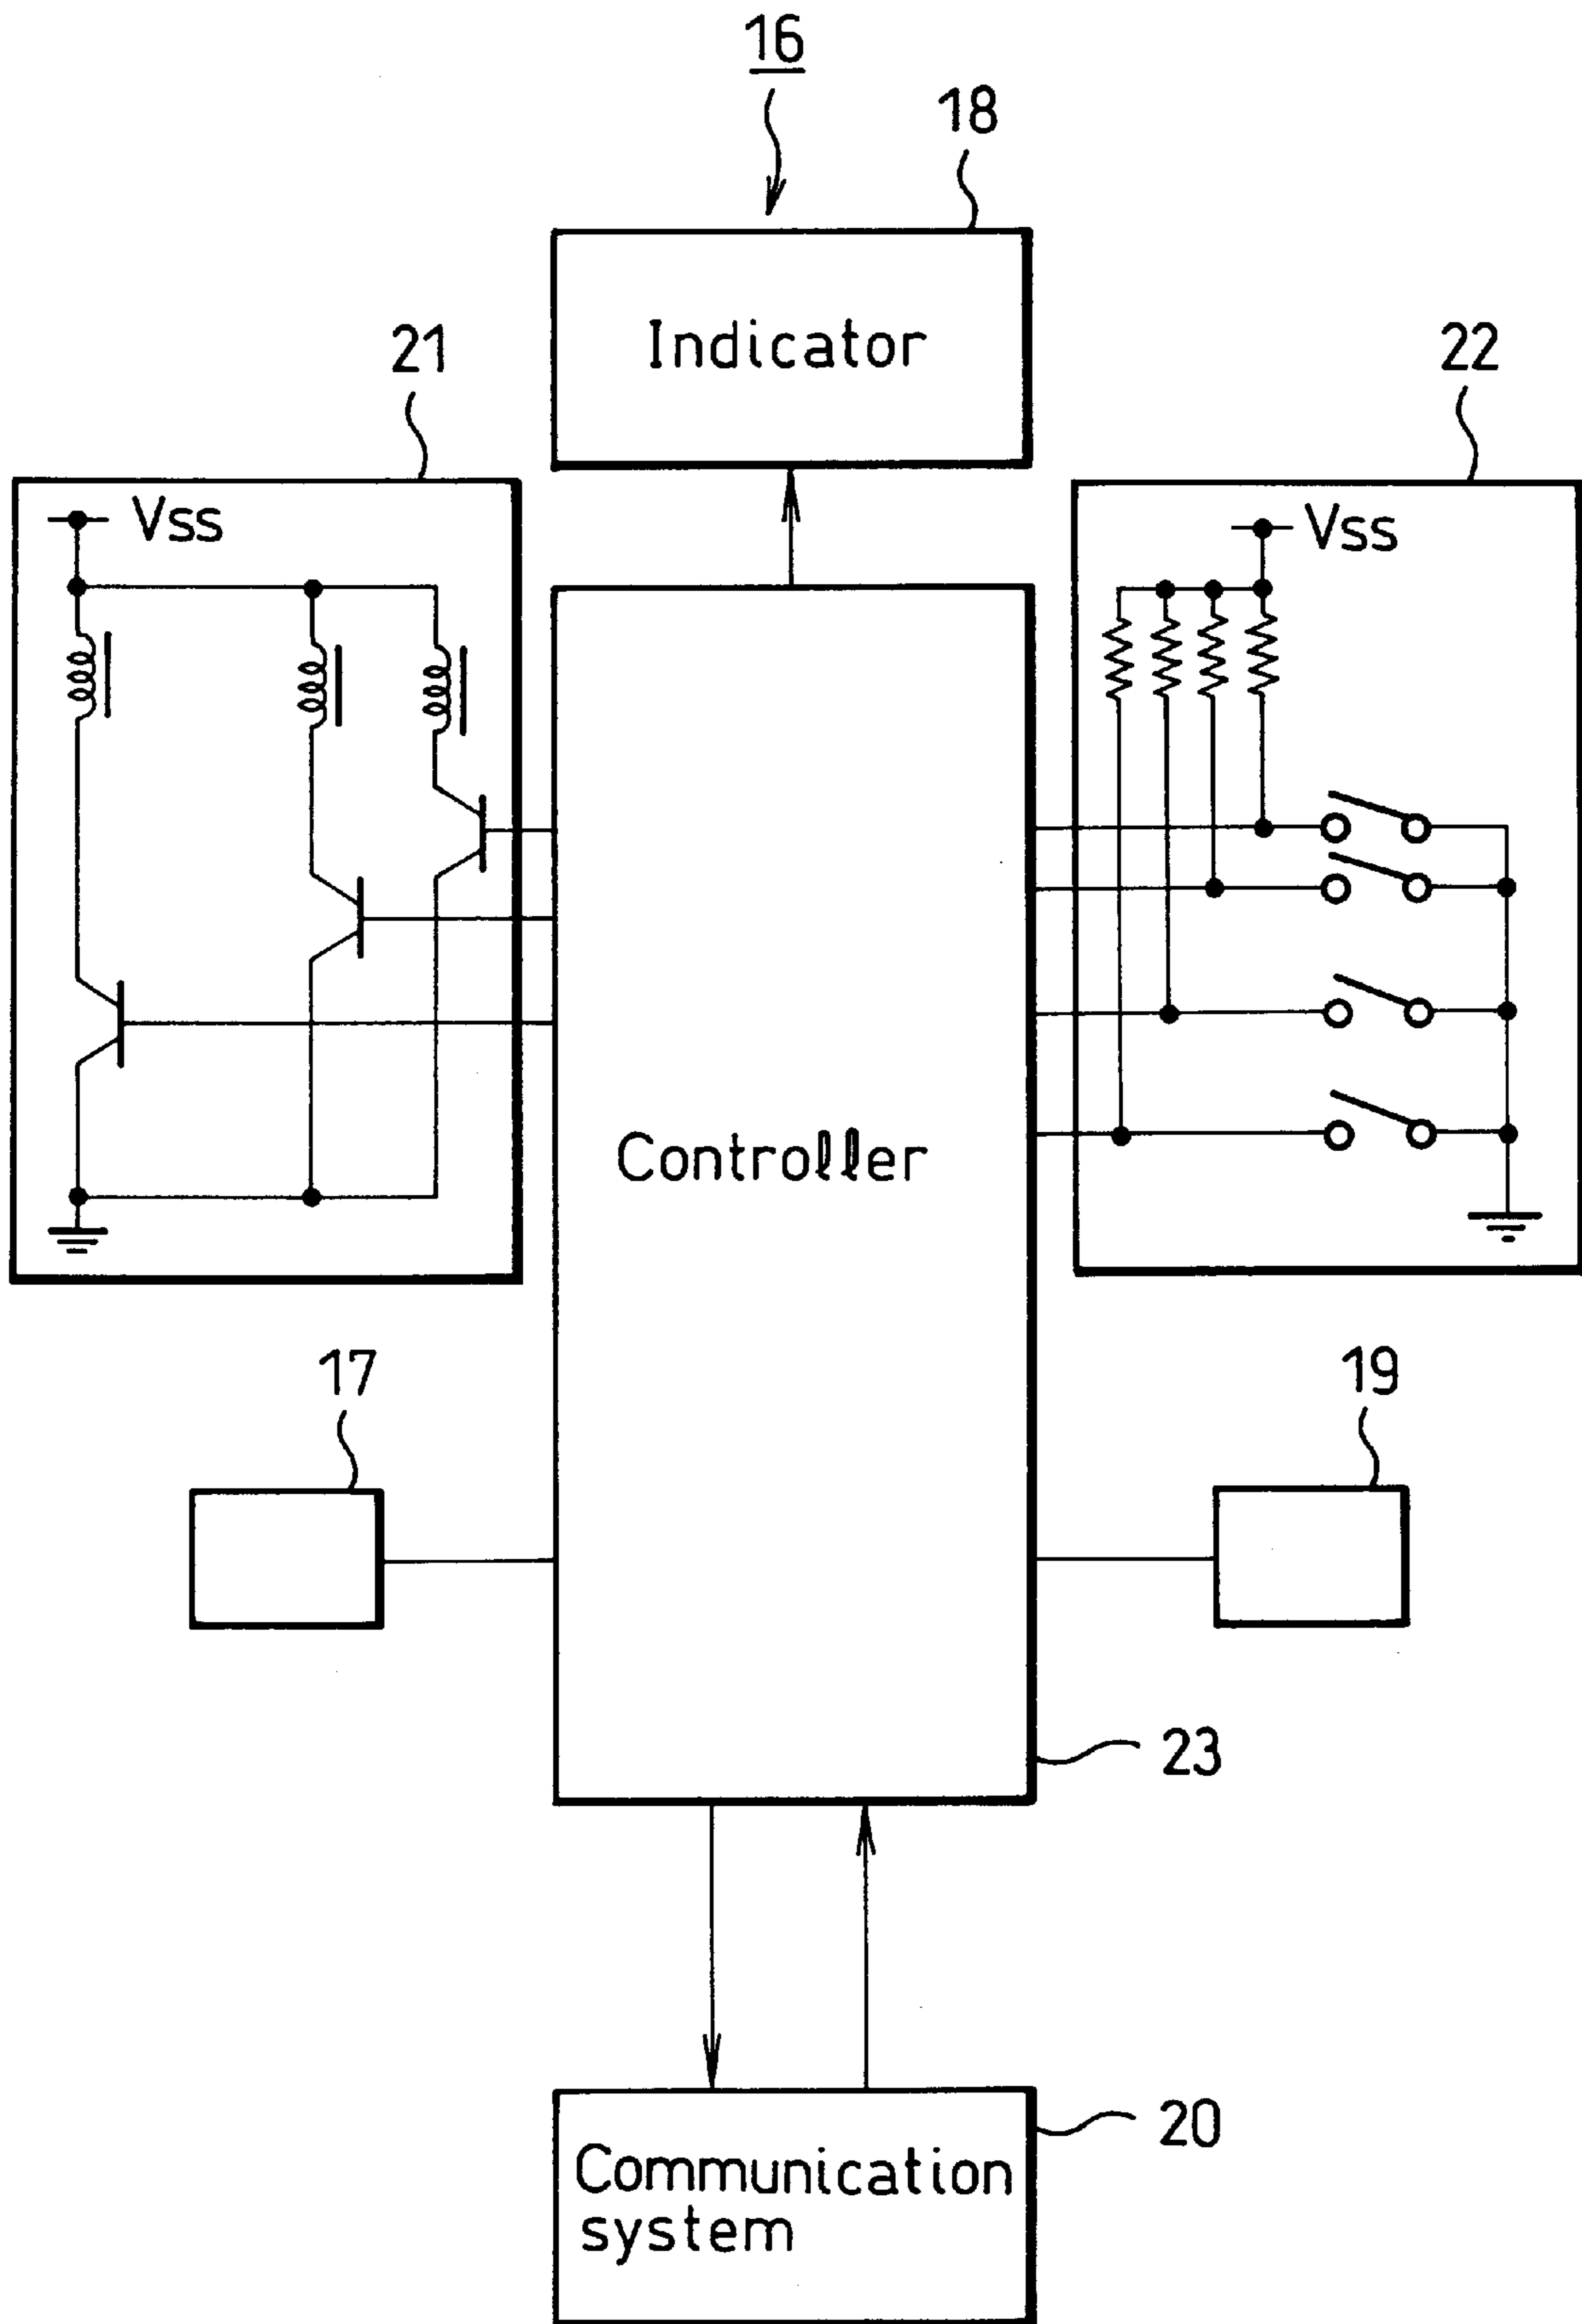 16
18
Indicator
21
22
Vss
Vss
Controller
17
19
23
20
Communication
system